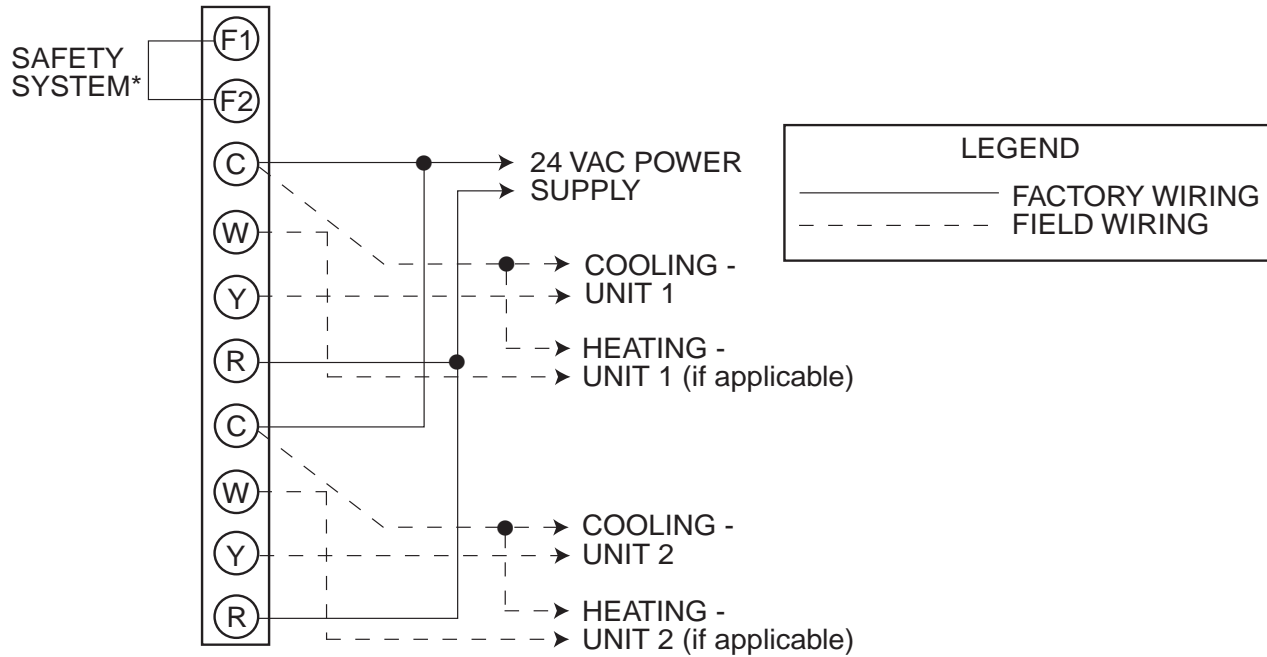 SAFETY
SYSTEM*
F1
F2
C
W
Y
R
C
W
Y
R
24 VAC POWER
SUPPLY
COOLING -
UNIT 1
HEATING -
UNIT 1 (if applicable)
COOLING -
UNIT 2
HEATING -
UNIT 2 (if applicable)
LEGEND
FACTORY WIRING
FIELD WIRING